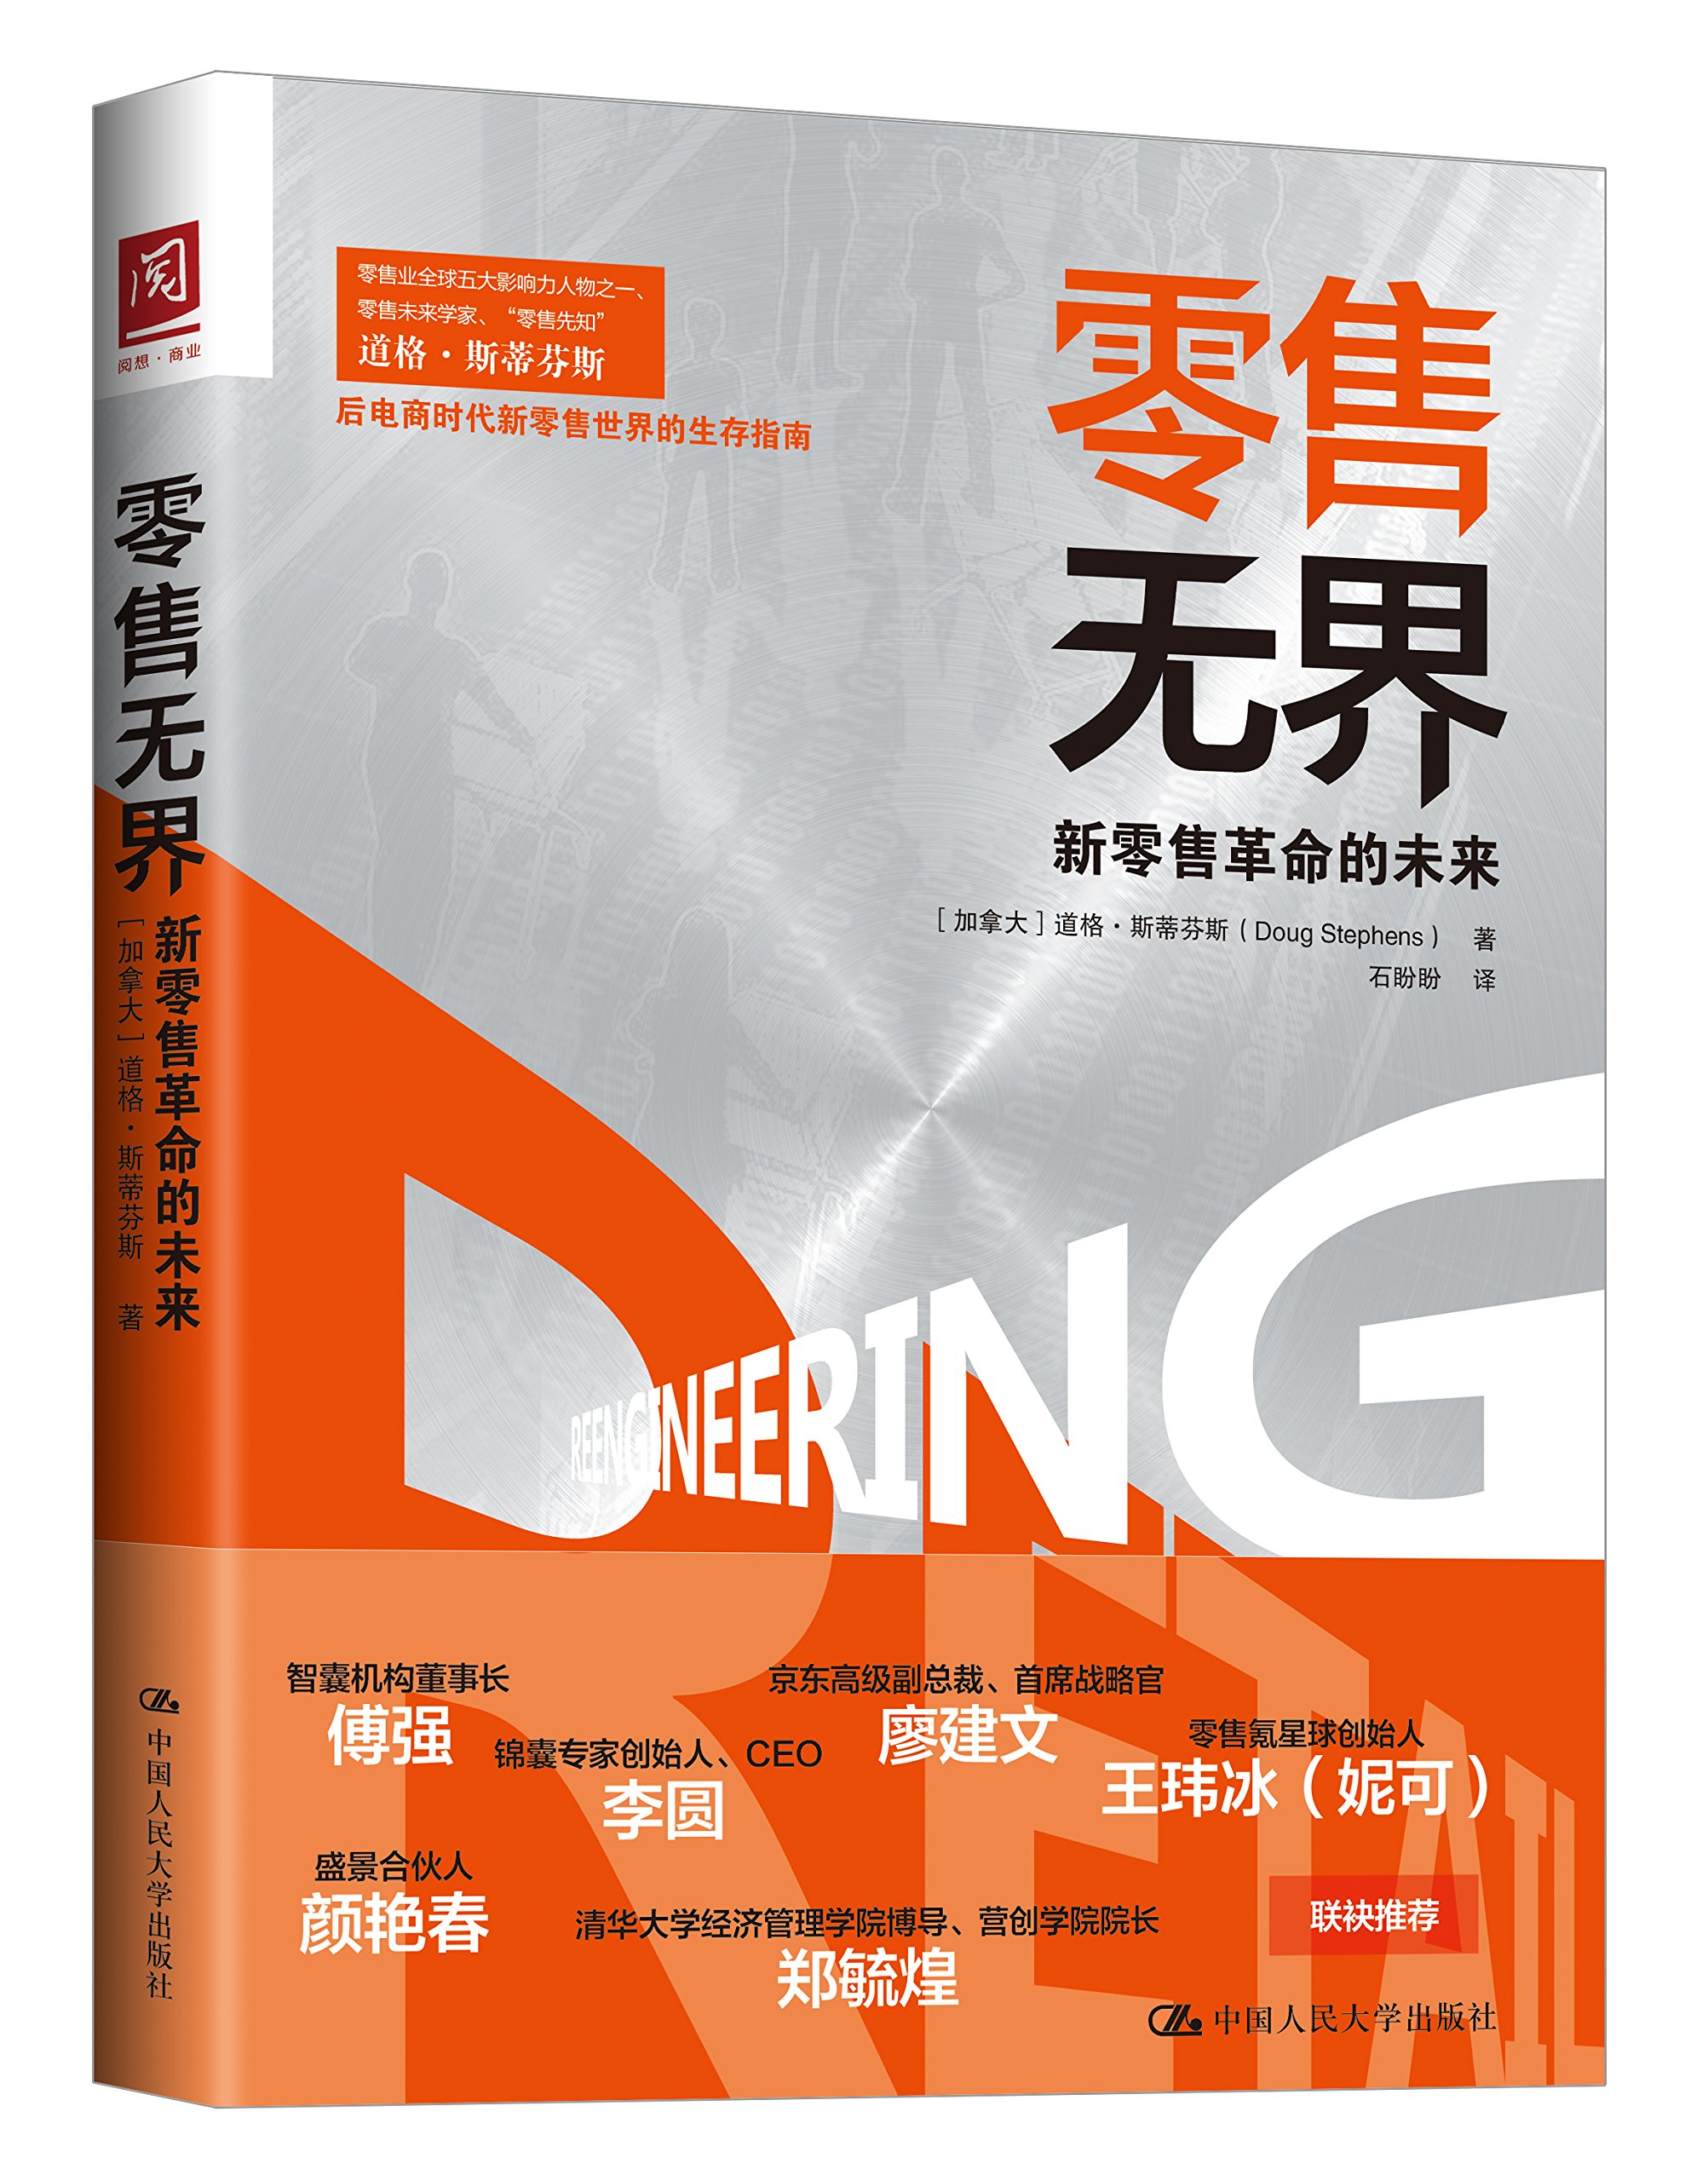 阅
阅想·商业
零售无界
新零售革命的未来
[加拿大]道格·斯蒂芬斯 著
中国人民大学出版社
零售业全球五大影响力人物之一、
零售未来学家、“零售先知”
道格·斯蒂芬斯
后电商时代新零售世界的生存指南
零售
无界
新零售革命的未来
[加拿大]道格·斯蒂芬斯(Doug Stephens) 著
石盼盼 译
REENGINEERING
RETAIL
智囊机构董事长
傅强
京东高级副总裁、首席战略官
廖建文
锦囊专家创始人、CEO
李圆
零售氪星球创始人
王玮冰(妮可)
盛景合伙人
颜艳春
清华大学经济管理学院博导、营创学院院长
郑毓煌
联袂推荐
中国人民大学出版社